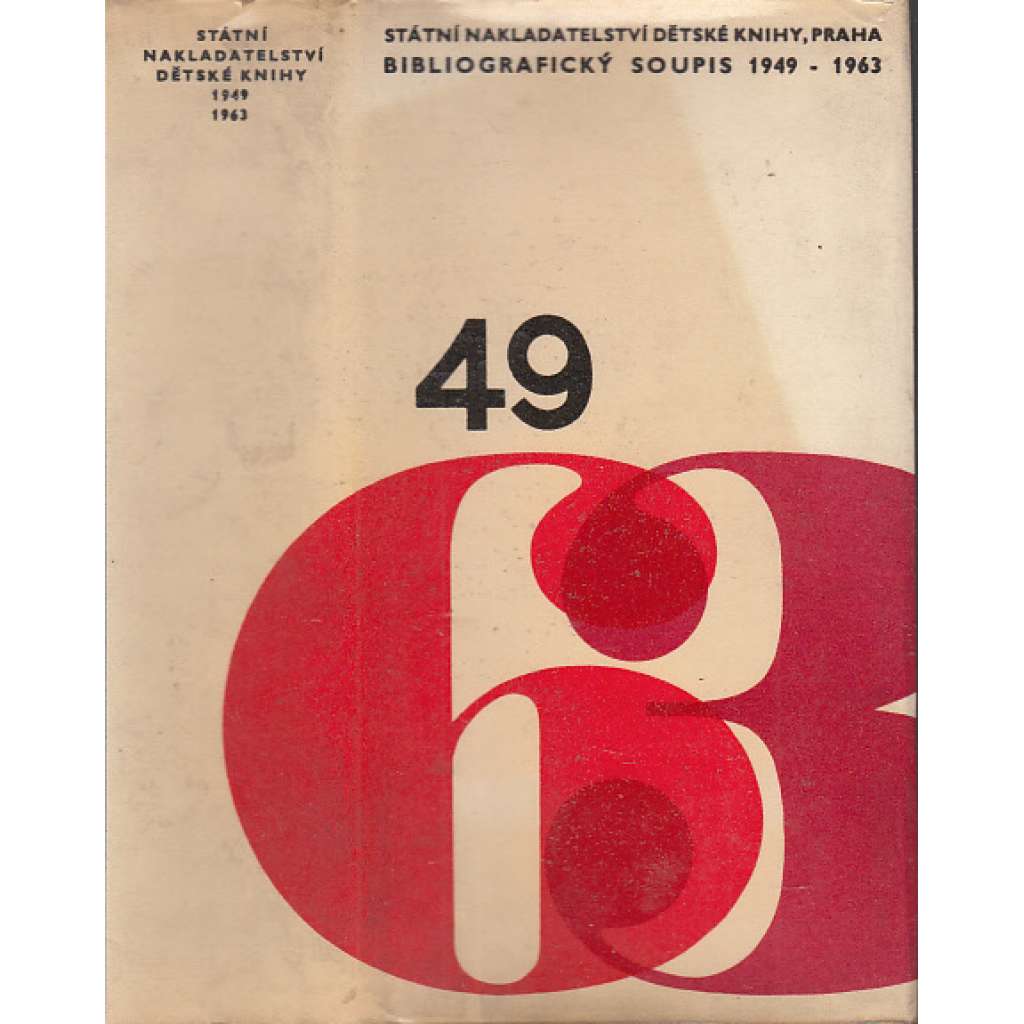 STÁTNÍ
NAKLADATELSTVÍ
DĚTSKÉ KNIHY
1949
1963
STÁTNÍ NAKLADATELSTVÍ DĚTSKÉ KNIHY, PRAHA
BIBLIOGRAFICKÝ SOUPIS 1949 - 1963
49
63